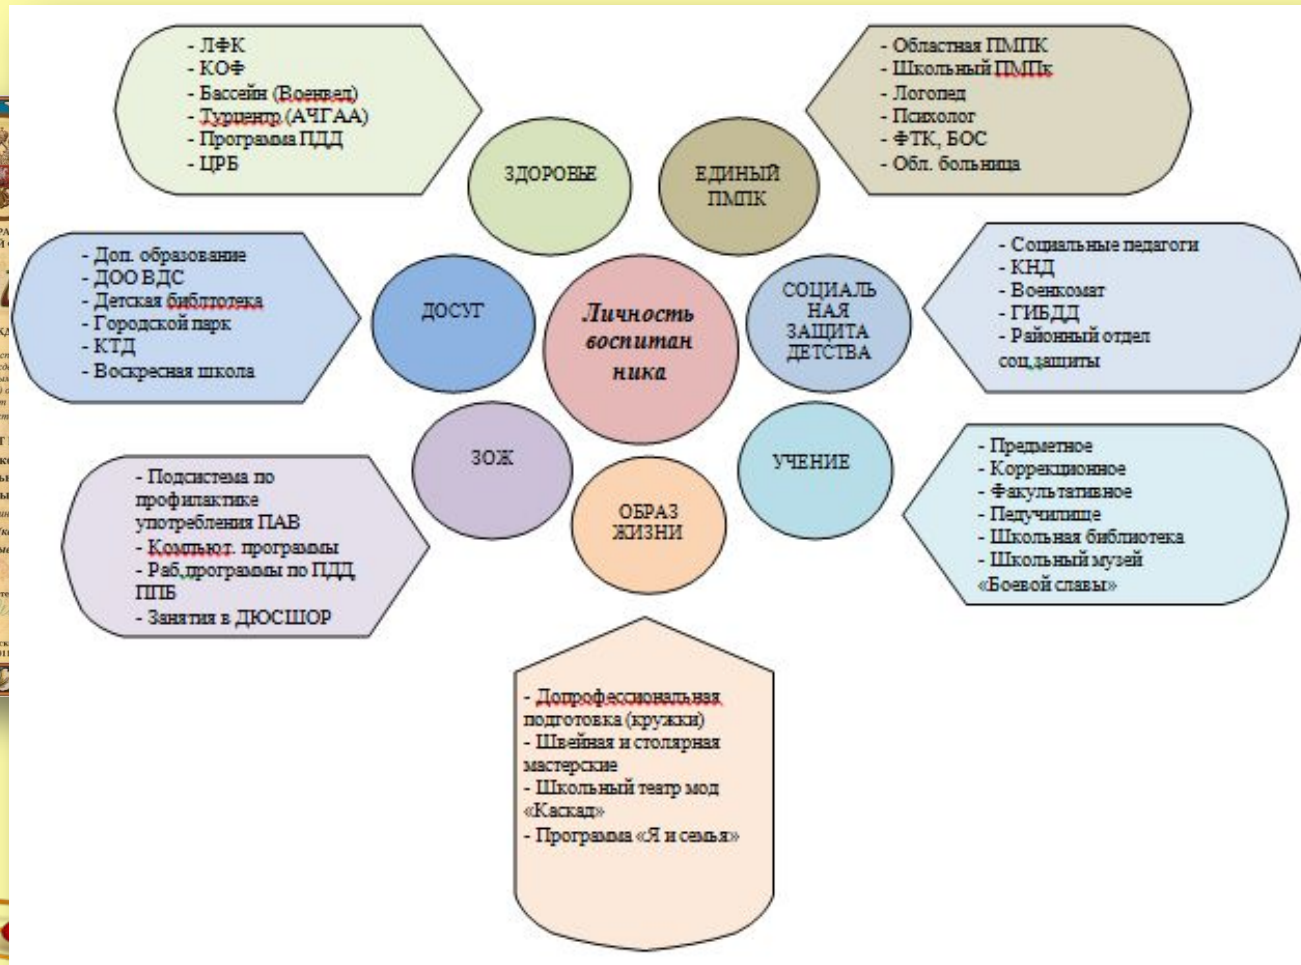 - ЛФК
- КОФ
- Бассейн (Военвед)
- Турцентр (АЧГАА)
- Программа ПДД
- ЦРБ
- Областная ПМПК
- Школьный ПМПк
- Логопед
- Психолог
- ФТК, БОС
- Обл. больница
ЗДОРОВЬЕ
ЕДИНЫЙ
ПМПК
- Доп. образование
- ДОО ВДС
- Детская библтотека
- Городской парк
- КТД
- Воскресная школа
ДОСУГ
Личность
воспитан
ника
СОЦИАЛЬ
НАЯ
ЗАЩИТА
ДЕТСТВА
- Социальные педагоги
- КНД
- Военкомат
- ГИБДД
- Районный отдел
соц,защиты
- Подсистема по
профилактике
употребления ПАВ
- Компьют. программы
- Раб,программы по ПДД,
ППБ
- Занятия в ДЮСШОР
ЗОЖ
ОБРАЗ
ЖИЗНИ
УЧЕНИЕ
- Предметное
- Коррекционное
- Факультативное
- Педучилище
- Школьная библиотека
- Школьный музей
«Боевой славы»
- Допрофессиональная
подготовка (кружки)
- Швейная и столярная
мастерские
- Школьный театр мод
«Каскад»
- Программа «Я и семья»